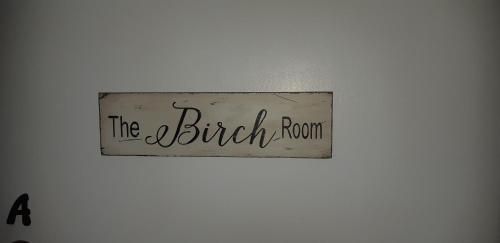 The Birch Room
A